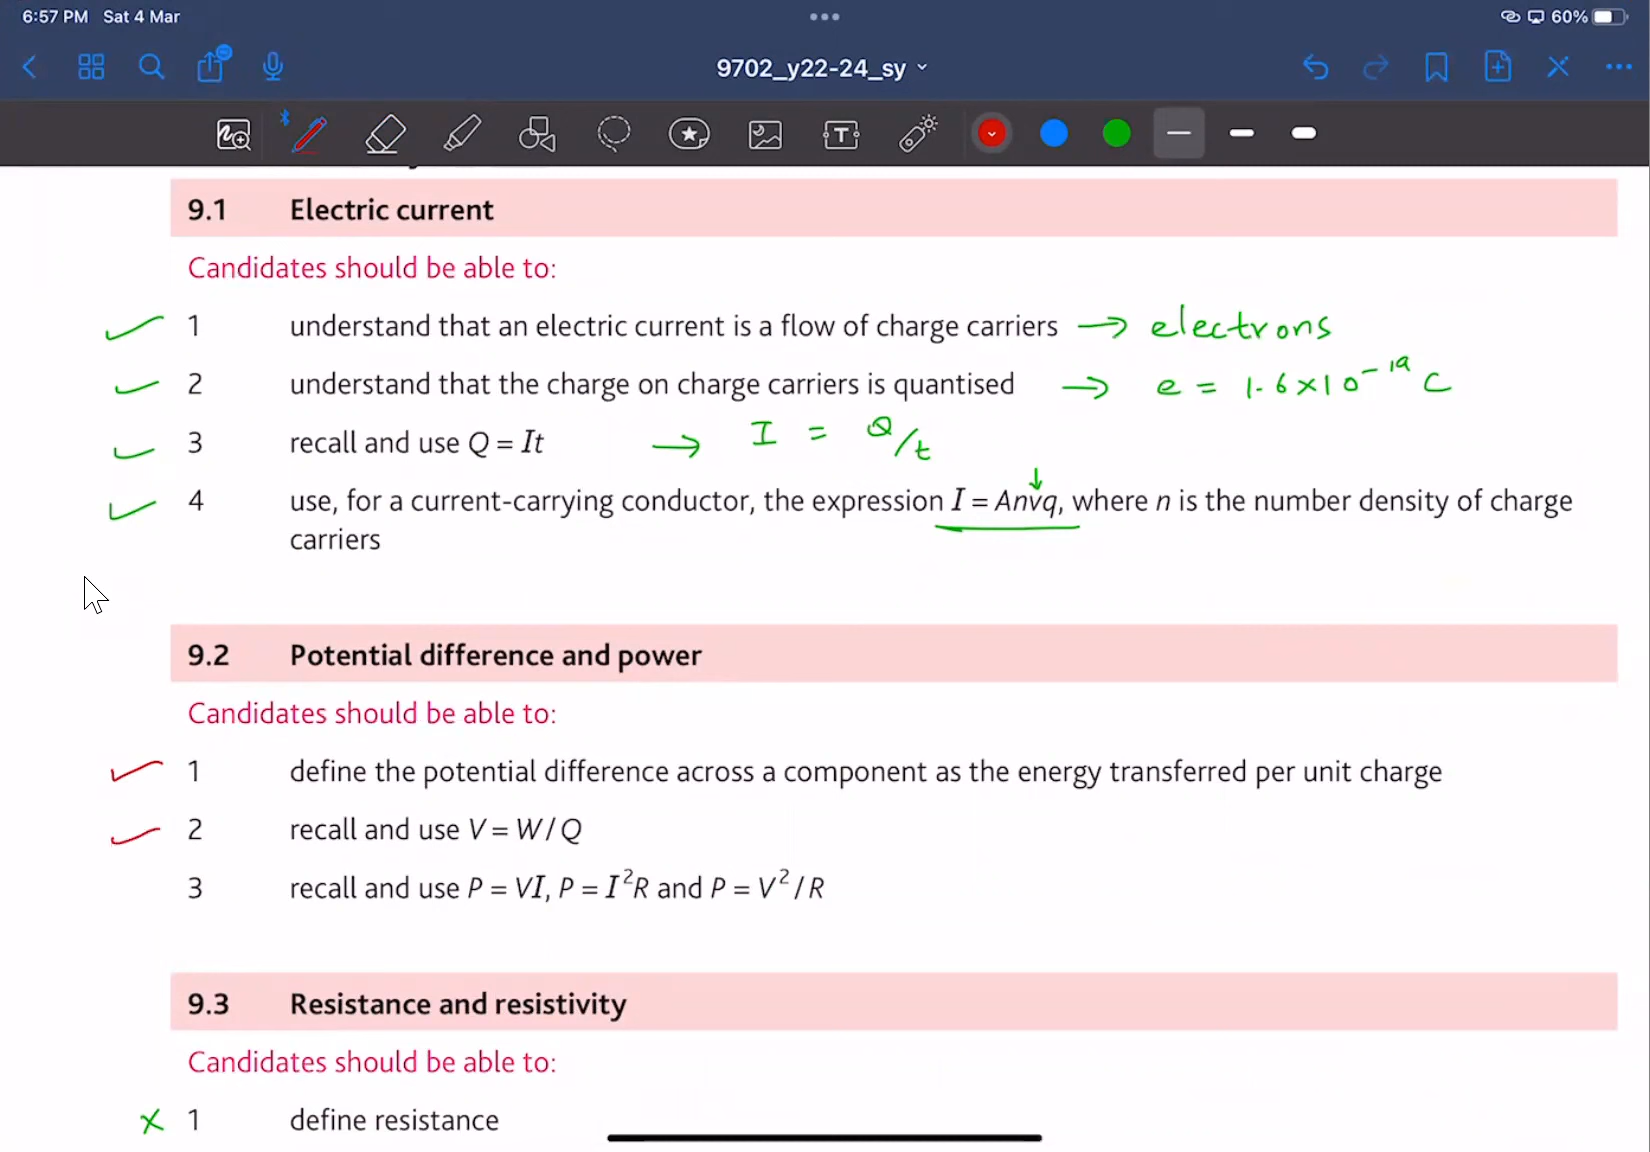 6:57 PM Sat 4 Mar
60%
9702_y22-24_sy
T
9.1 Electric current
Candidates should be able to:
1 understand that an electric current is a flow of charge carriers → electrons
2 understand that the charge on charge carriers is quantised → e = 1.6×10⁻¹⁹ C
3 recall and use Q = It → I = Q/t
4 use, for a current-carrying conductor, the expression I = Anvq, where n is the number density of charge
carriers
9.2 Potential difference and power
Candidates should be able to:
1 define the potential difference across a component as the energy transferred per unit charge
2 recall and use V = W/Q
3 recall and use P = VI, P = I²R and P = V²/R
9.3 Resistance and resistivity
Candidates should be able to:
x 1 define resistance